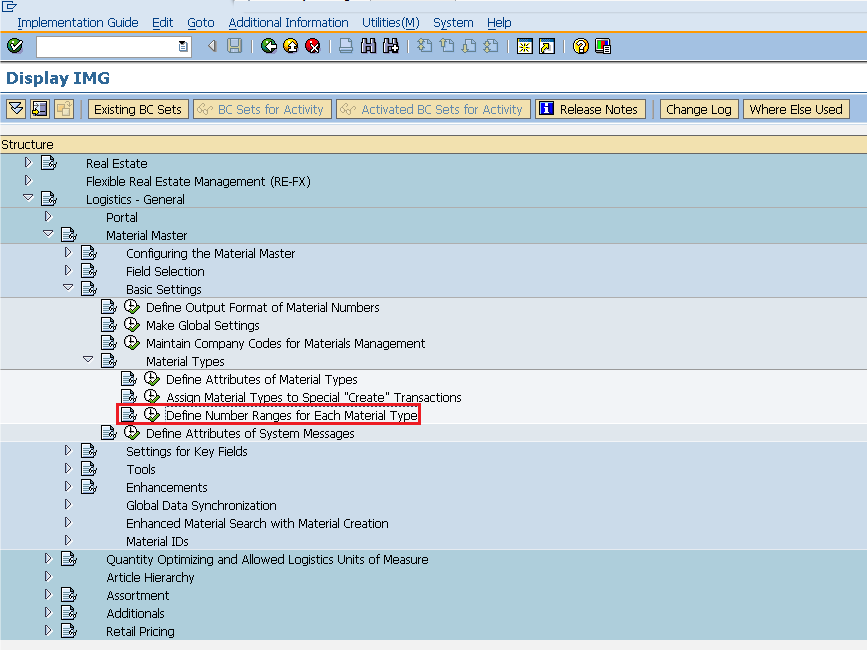 Implementation Guide Edit Goto Additional Information Utilities(M) System Help
Display IMG
Existing BC Sets BC Sets for Activity Activated BC Sets for Activity Release Notes Change Log Where Else Used
Structure
Real Estate
Flexible Real Estate Management (RE-FX)
Logistics - General
Portal
Material Master
Configuring the Material Master
Field Selection
Basic Settings
Define Output Format of Material Numbers
Make Global Settings
Maintain Company Codes for Materials Management
Material Types
Define Attributes of Material Types
Assign Material Types to Special "Create" Transactions
Define Number Ranges for Each Material Type
Define Attributes of System Messages
Settings for Key Fields
Tools
Enhancements
Global Data Synchronization
Enhanced Material Search with Material Creation
Material IDs
Quantity Optimizing and Allowed Logistics Units of Measure
Article Hierarchy
Assortment
Additionals
Retail Pricing